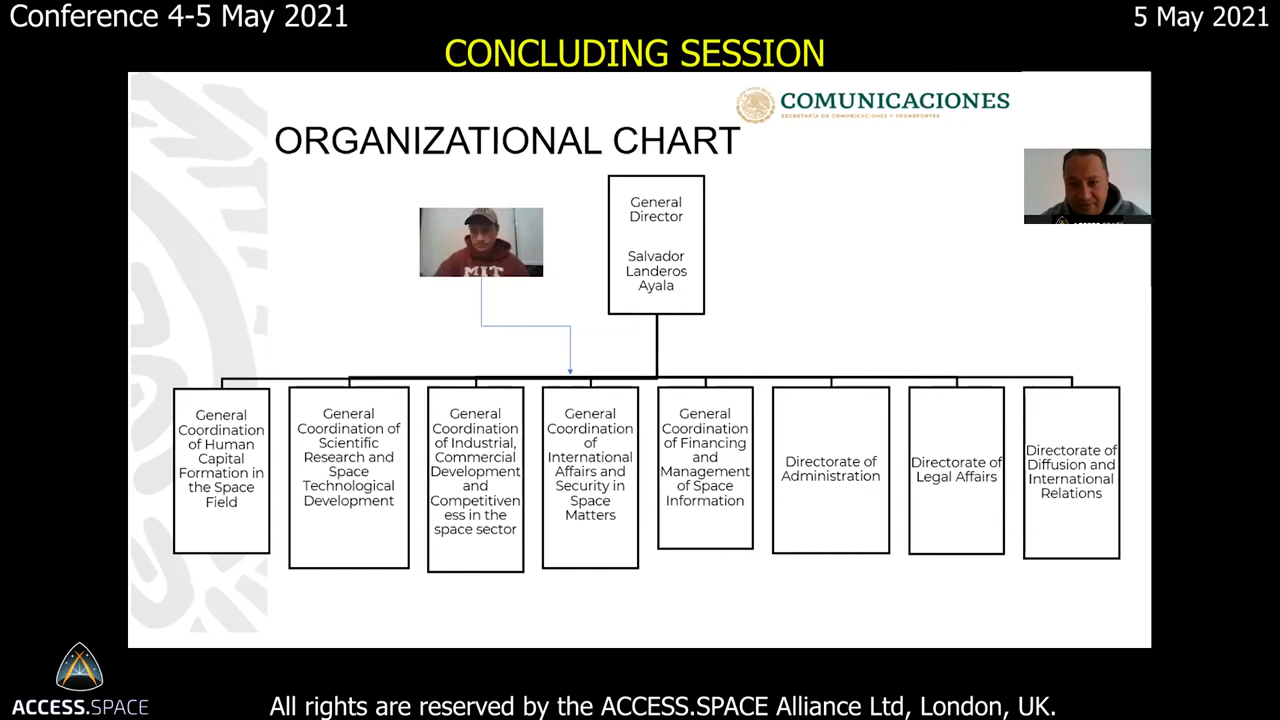 Conference 4-5 May 2021
5 May 2021
CONCLUDING SESSION
COMUNICACIONES
SECRETARÍA DE COMUNICACIONES Y TRANSPORTES
ORGANIZATIONAL CHART
General
Director
Salvador
Landeros
Ayala
MIT
General
Coordination
of Human
Capital
Formation in
the Space
Field
General
Coordination of
Scientific
Research and
Space
Technological
Development
General
Coordination
of Industrial,
Commercial
Development
and
Competitiven
ess in the
space sector
General
Coordination
of
International
Affairs and
Security in
Space
Matters
General
Coordination
of Financing
and
Management
of Space
Information
Directorate of
Administration
Directorate of
Legal Affairs
Directorate of
Diffusion and
International
Relations
ACCESS.SPACE
All rights are reserved by the ACCESS.SPACE Alliance Ltd, London, UK.